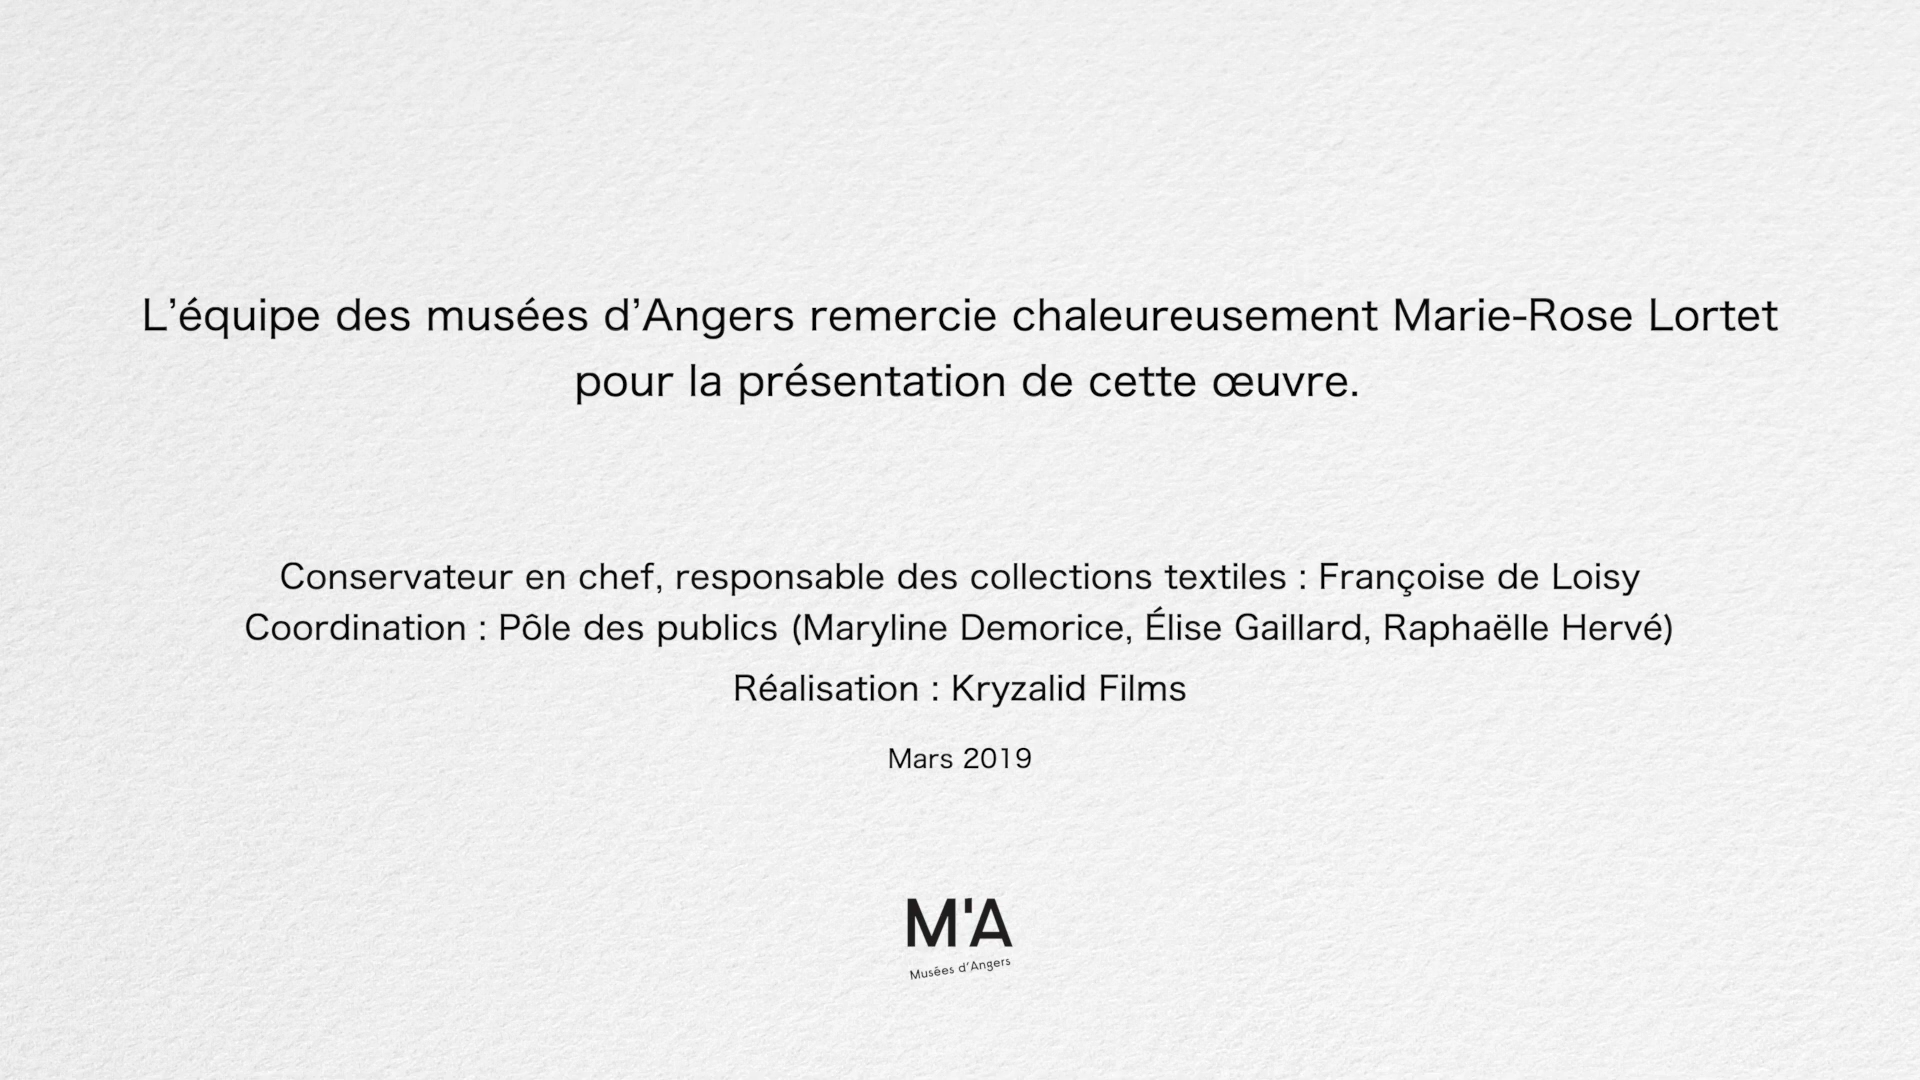 L’équipe des musées d’Angers remercie chaleureusement Marie-Rose Lortet
pour la présentation de cette œuvre.
Conservateur en chef, responsable des collections textiles : Françoise de Loisy
Coordination : Pôle des publics (Maryline Demorice, Élise Gaillard, Raphaëlle Hervé)
Réalisation : Kryzalid Films
Mars 2019
M'A
Musées d'Angers